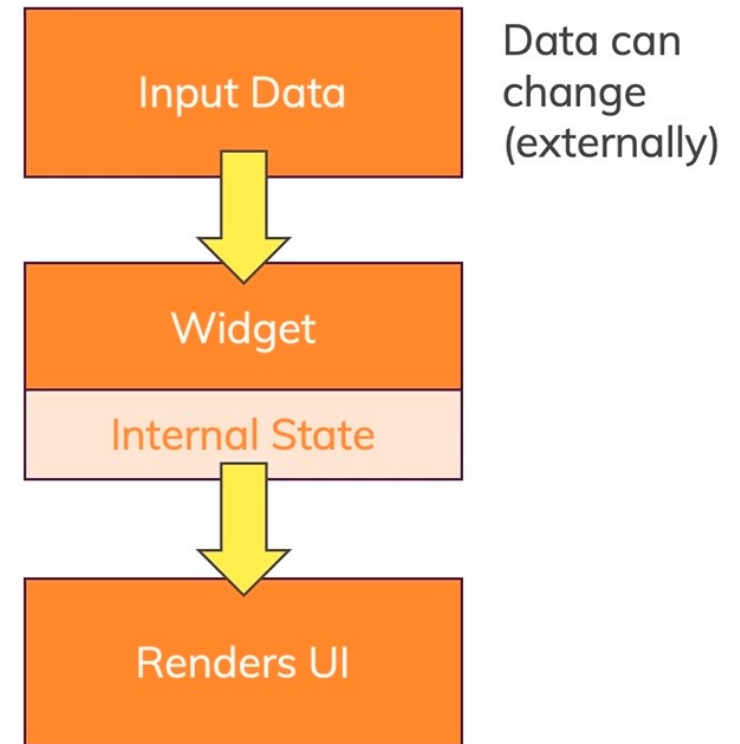 Input Data
Data can
change
(externally)
Widget
Internal State
Renders UI